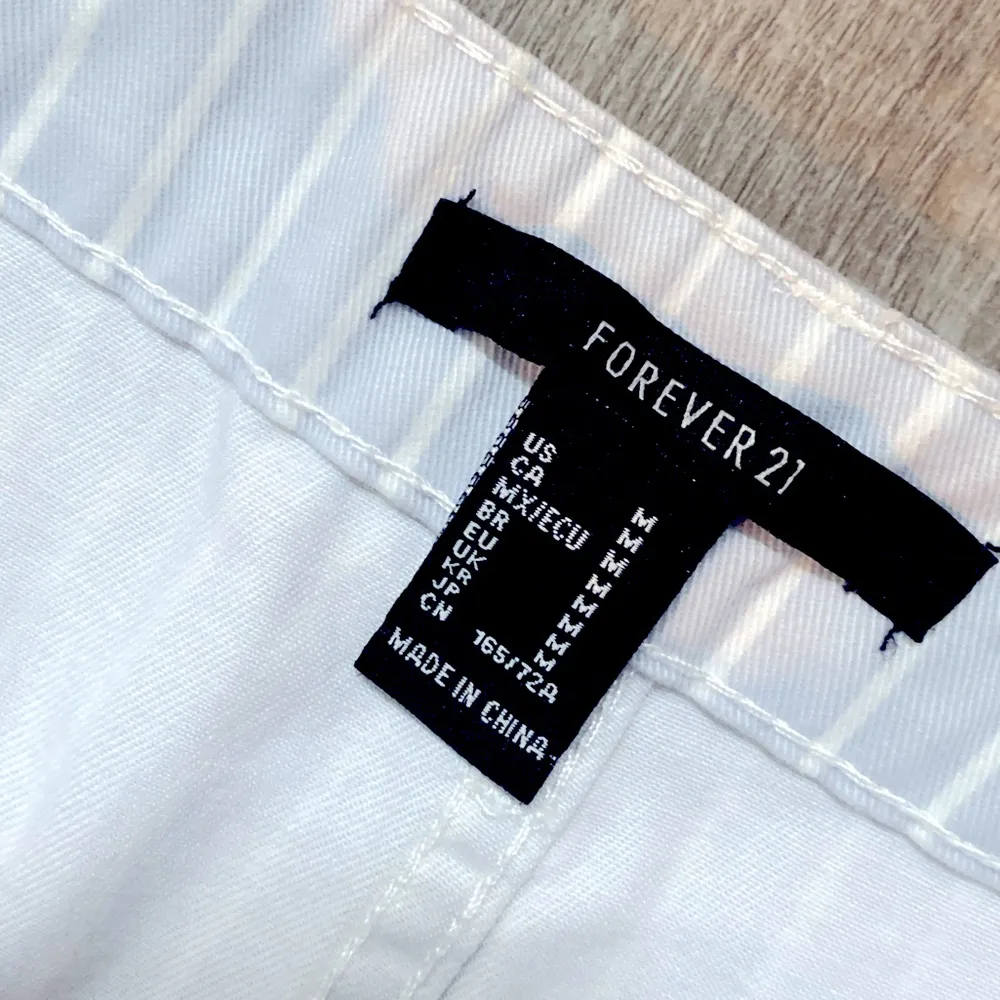 FOREVER 21
US M
CA M
MX/ECU M
BR M
EU M
UK M
KR M
JP M
CN 165/72A
MADE IN CHINA